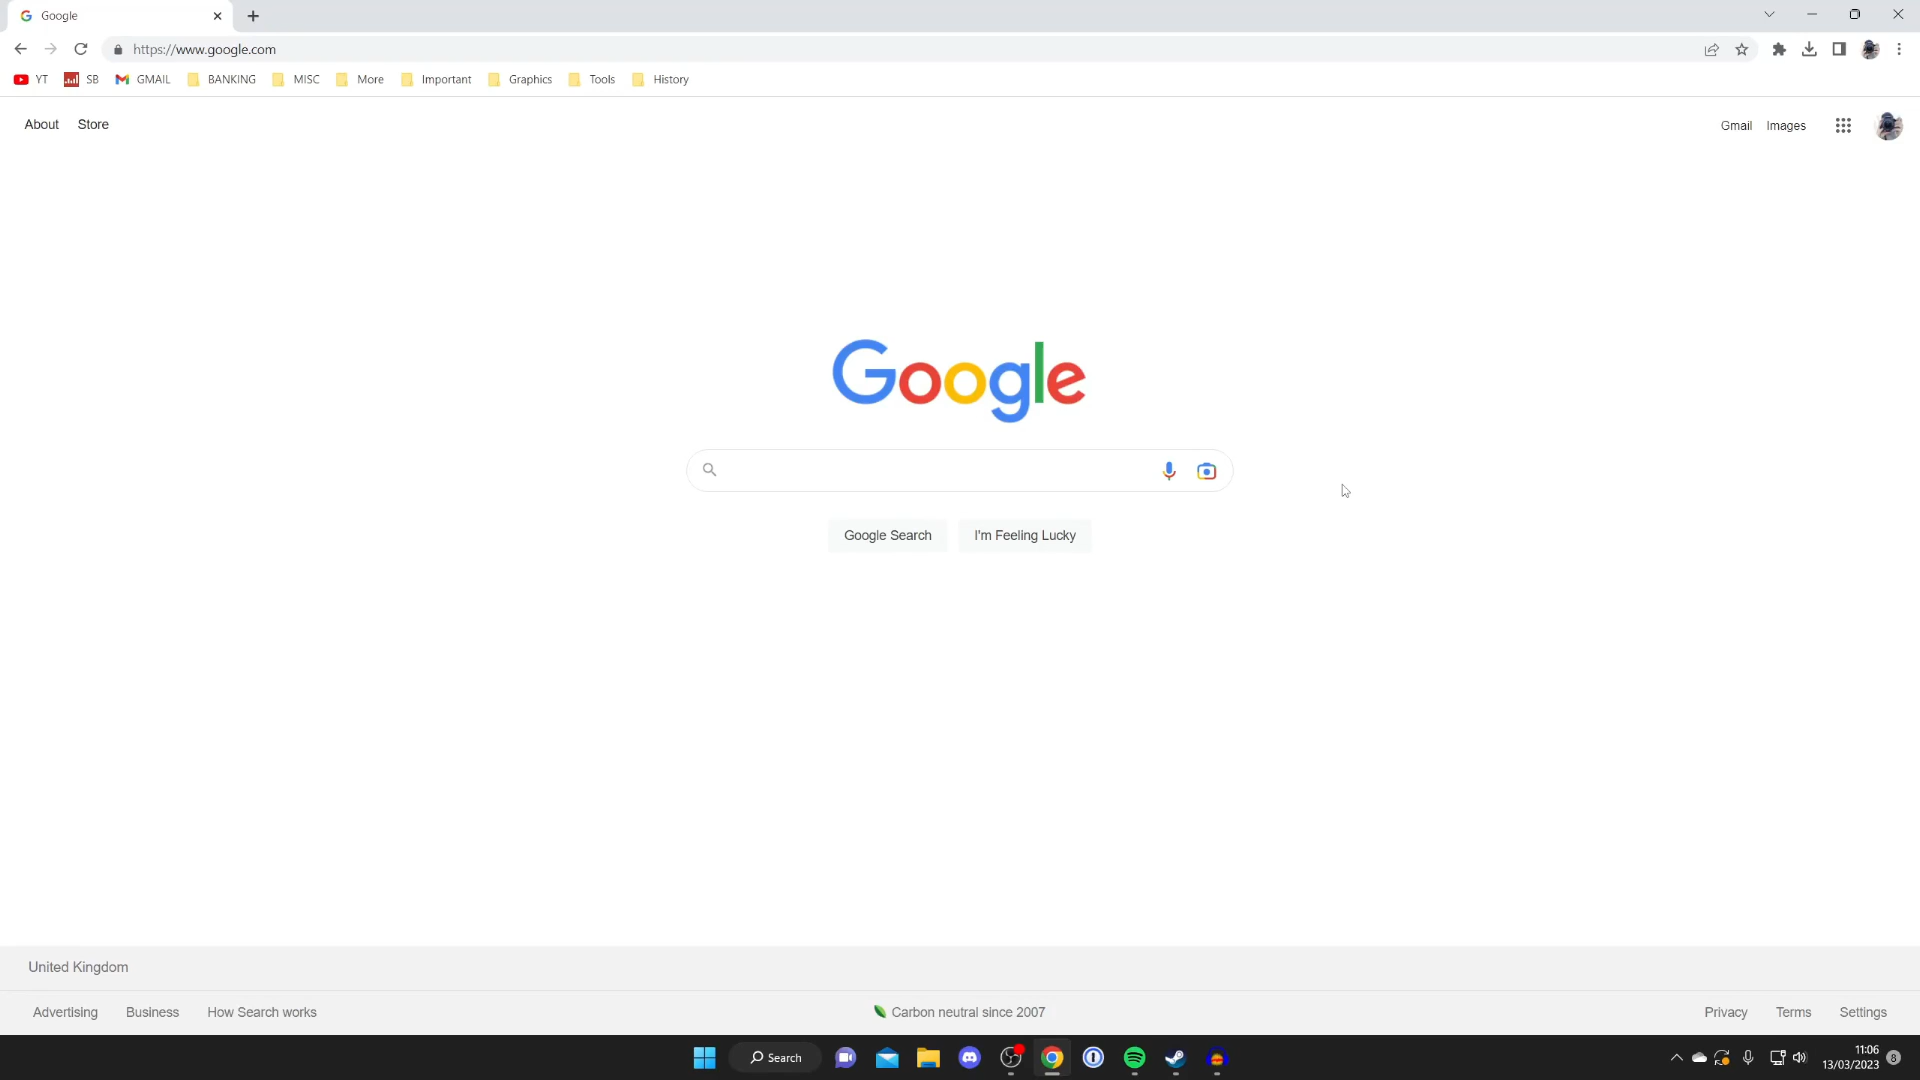 Google
https://www.google.com
YT SB GMAIL BANKING MISC More Important Graphics Tools History
About Store Gmail Images
Google
Google Search I'm Feeling Lucky
United Kingdom
Advertising Business How Search works Carbon neutral since 2007 Privacy Terms Settings
Search 11:06
13/03/2023 8